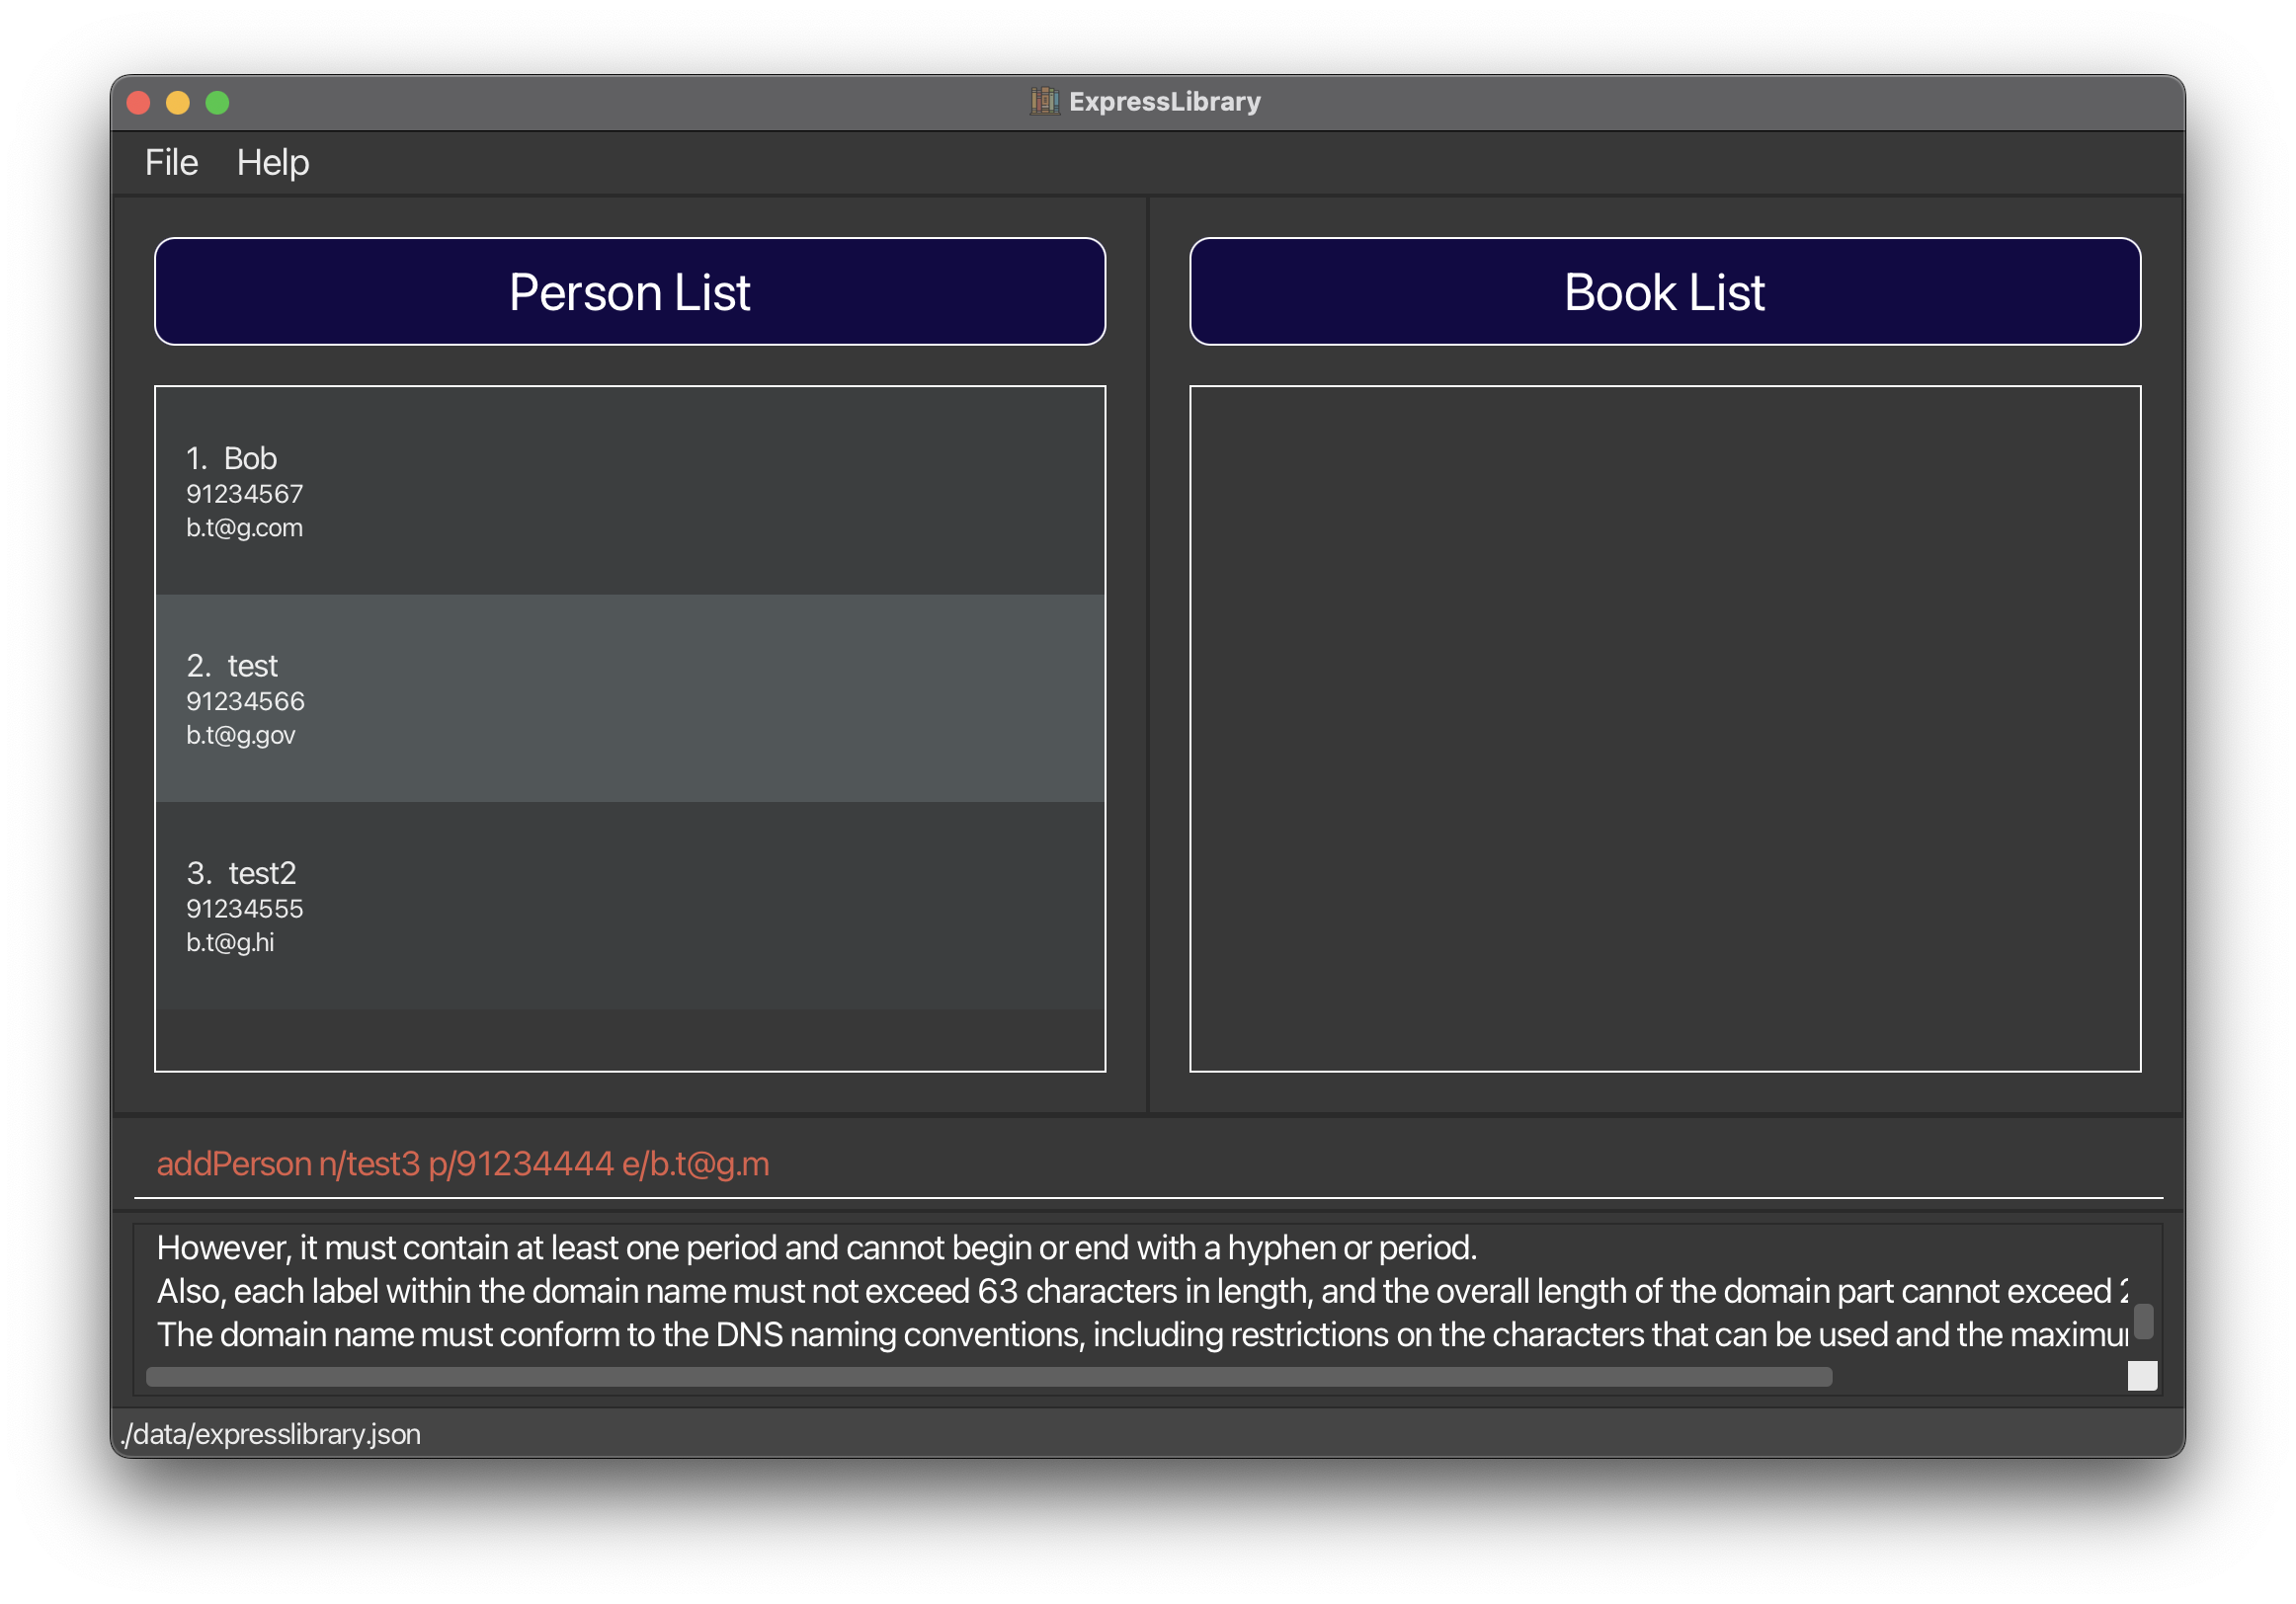 ExpressLibrary
File Help
Person List
Book List
1. Bob
91234567
b.t@g.com
2. test
91234566
b.t@g.gov
3. test2
91234555
b.t@g.hi
addPerson n/test3 p/91234444 e/b.t@g.m
However, it must contain at least one period and cannot begin or end with a hyphen or period.
Also, each label within the domain name must not exceed 63 characters in length, and the overall length of the domain part cannot exceed
The domain name must conform to the DNS naming conventions, including restrictions on the characters that can be used and the
./data/expresslibrary.json